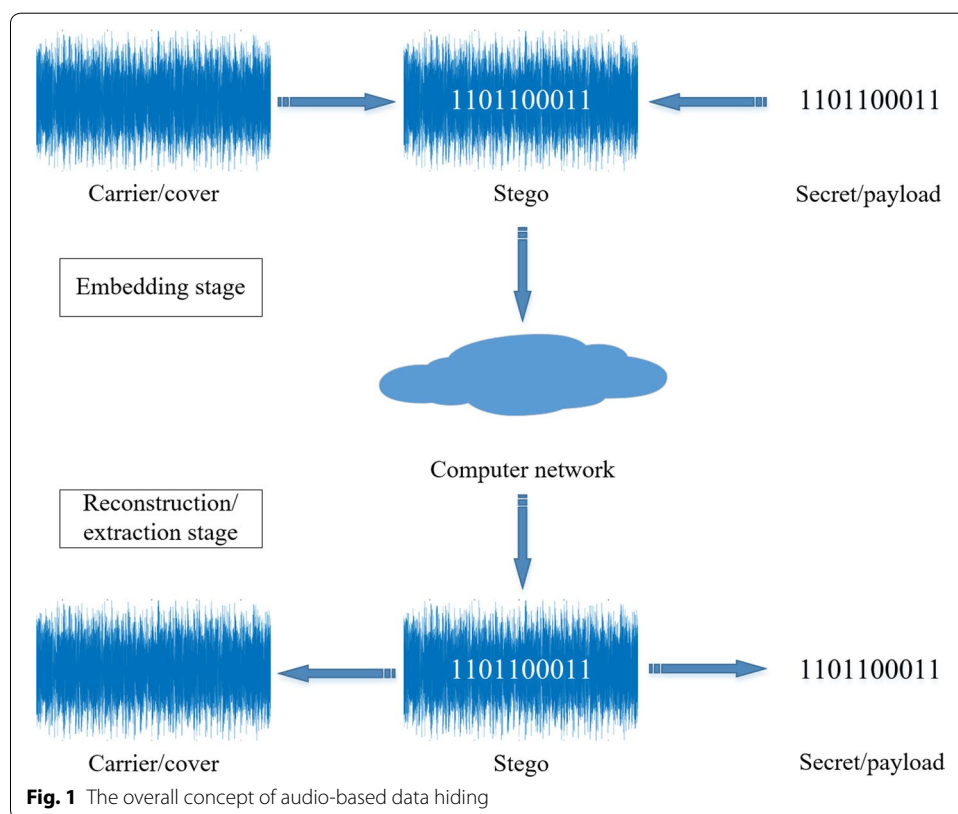 1101100011
1101100011
Carrier/cover
Stego
Secret/payload
Embedding stage
Computer network
Reconstruction/
extraction stage
1101100011
1101100011
Carrier/cover
Stego
Secret/payload
Fig. 1 The overall concept of audio-based data hiding